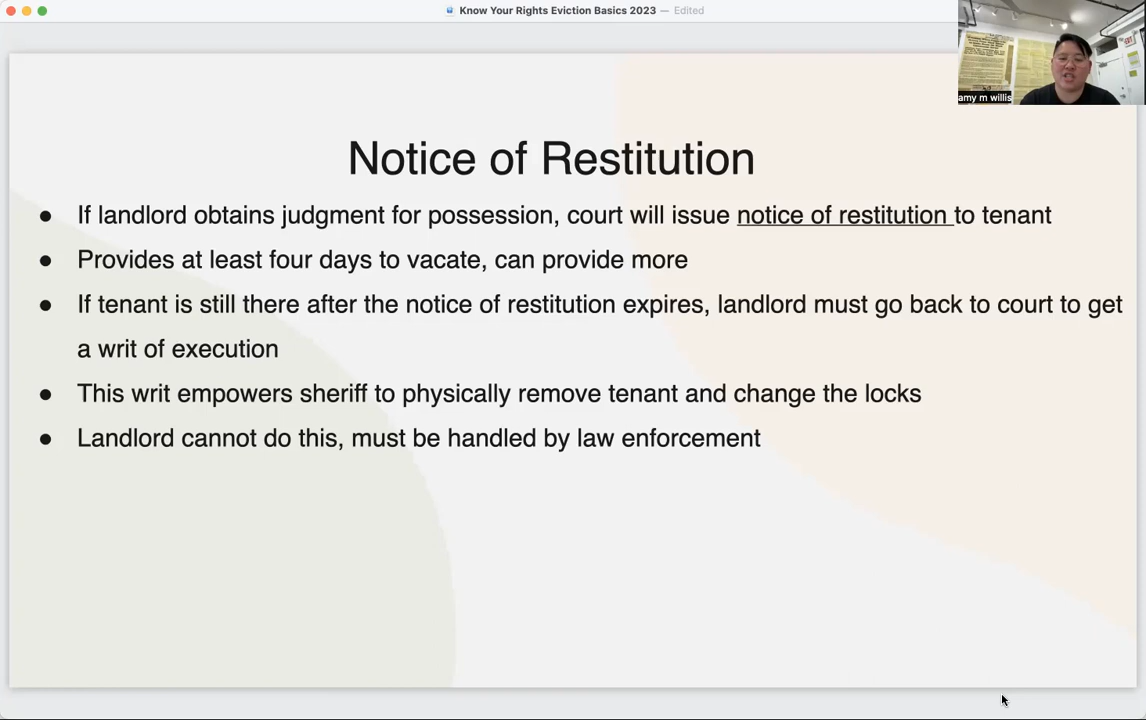 Know Your Rights Eviction Basics 2023 — Edited
amy m willis
Notice of Restitution
● If landlord obtains judgment for possession, court will issue notice of restitution to tenant
● Provides at least four days to vacate, can provide more
● If tenant is still there after the notice of restitution expires, landlord must go back to court to get
a writ of execution
● This writ empowers sheriff to physically remove tenant and change the locks
● Landlord cannot do this, must be handled by law enforcement